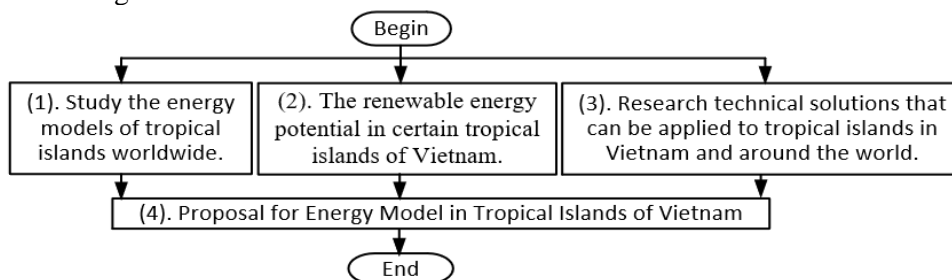 Begin
(1). Study the energy
models of tropical
islands worldwide.
(2). The renewable energy
potential in certain tropical
islands of Vietnam.
(3). Research technical solutions that
can be applied to tropical islands in
Vietnam and around the world.
(4). Proposal for Energy Model in Tropical Islands of Vietnam
End